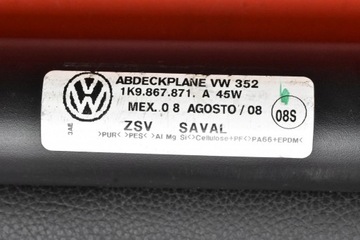 ABDECKPLANE VW 352
1K9.867.871. A 45W
MEX. 0 8 AGOSTO / 08
08S
ZSV SAVAL
>PUR< >PES< >Al Mg Si<>Cellulose+PF<>PA66+EPDM<
3AE